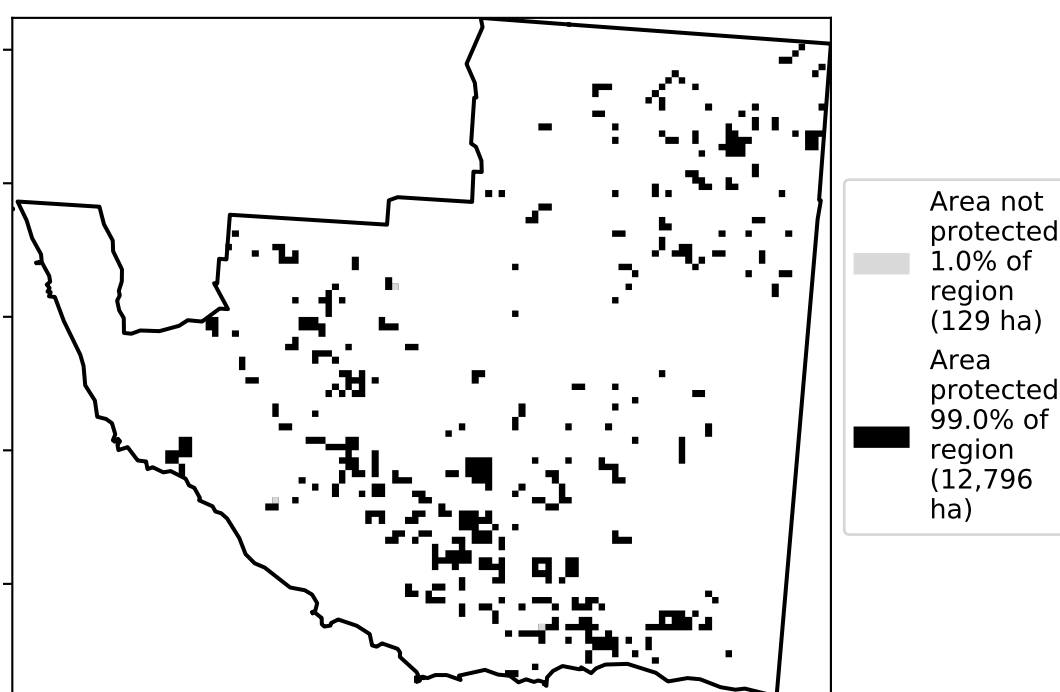 Area not
protected
1.0% of
region
(129 ha)
Area
protected
99.0% of
region
(12,796
ha)